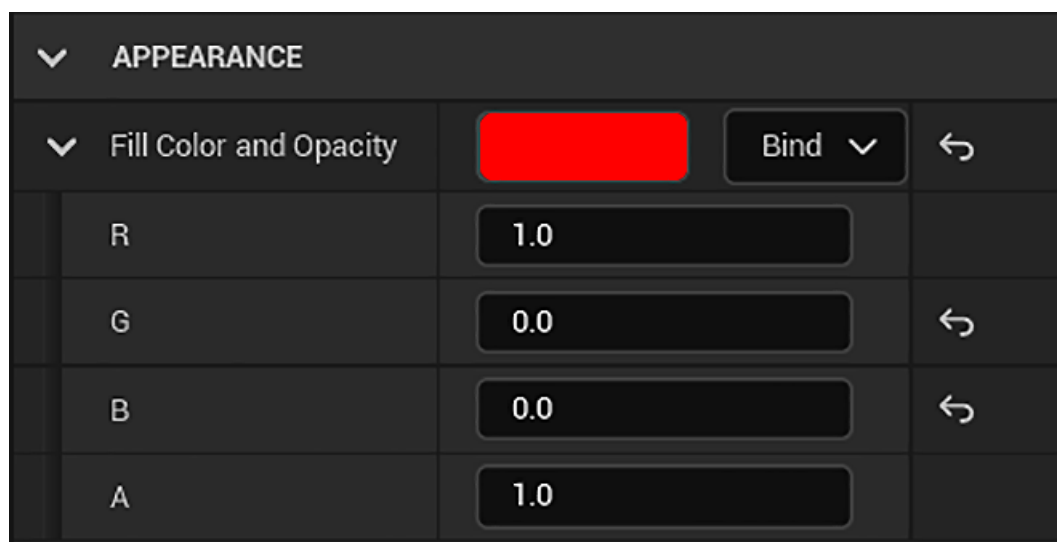 APPEARANCE
Fill Color and Opacity Bind
R 1.0
G 0.0
B 0.0
A 1.0